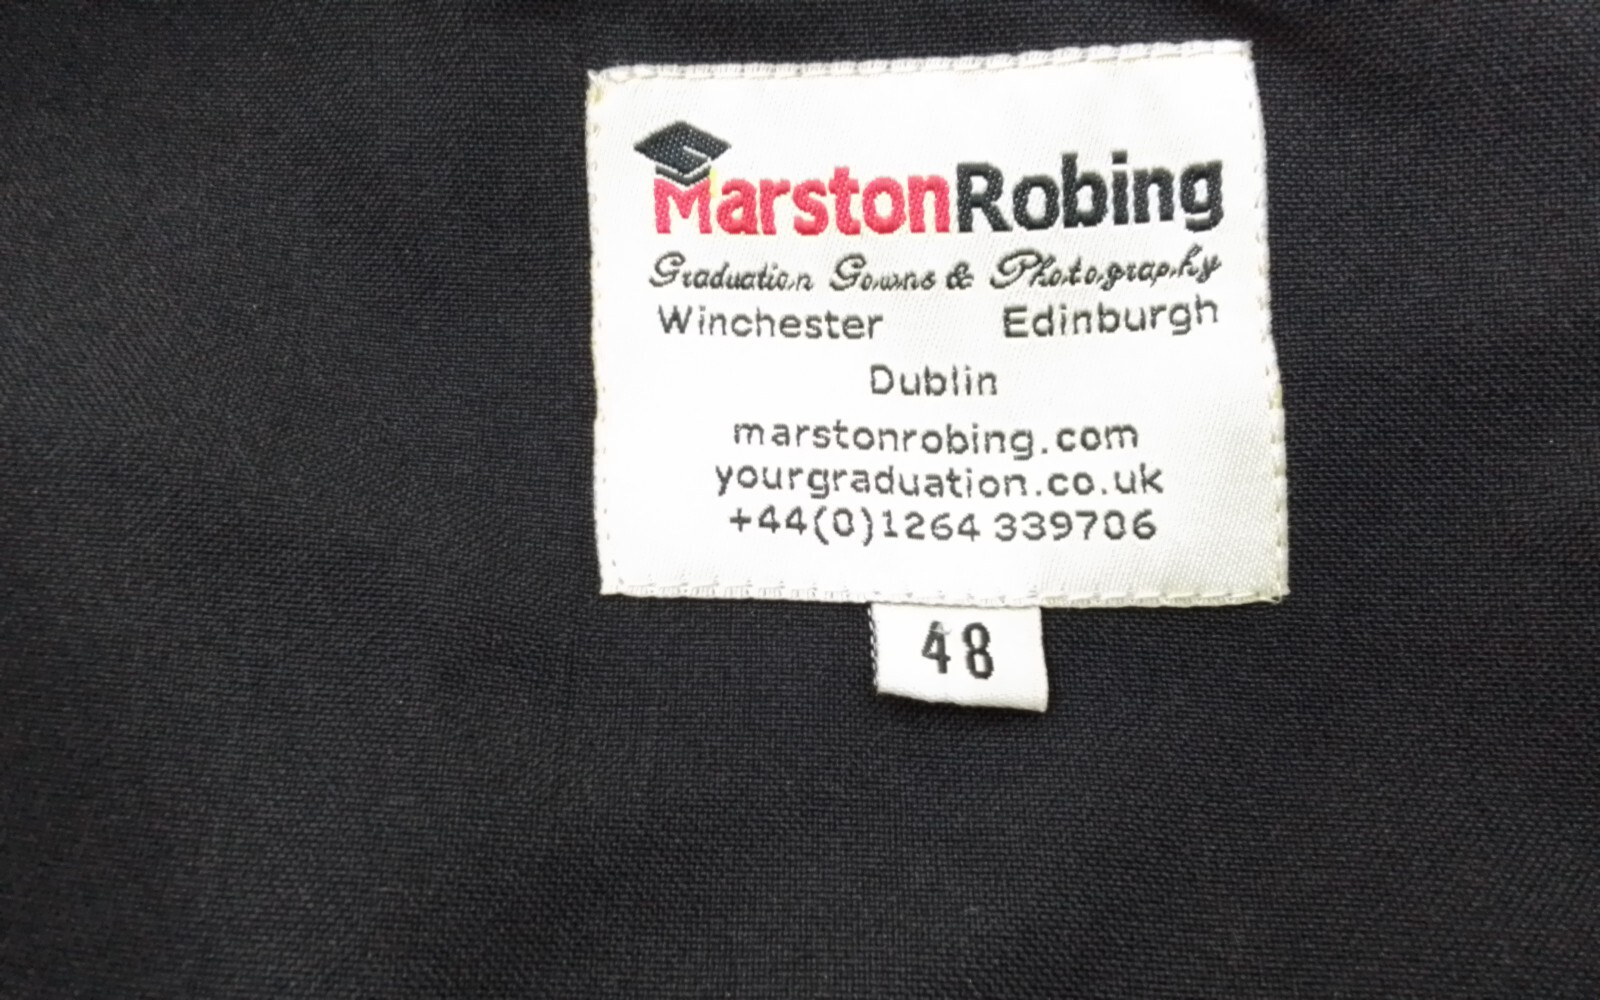 MarstonRobing
Graduation Gowns & Photography
Winchester Edinburgh
Dublin
marstonrobing.com
yourgraduation.co.uk
+44(0)1264 339706
48